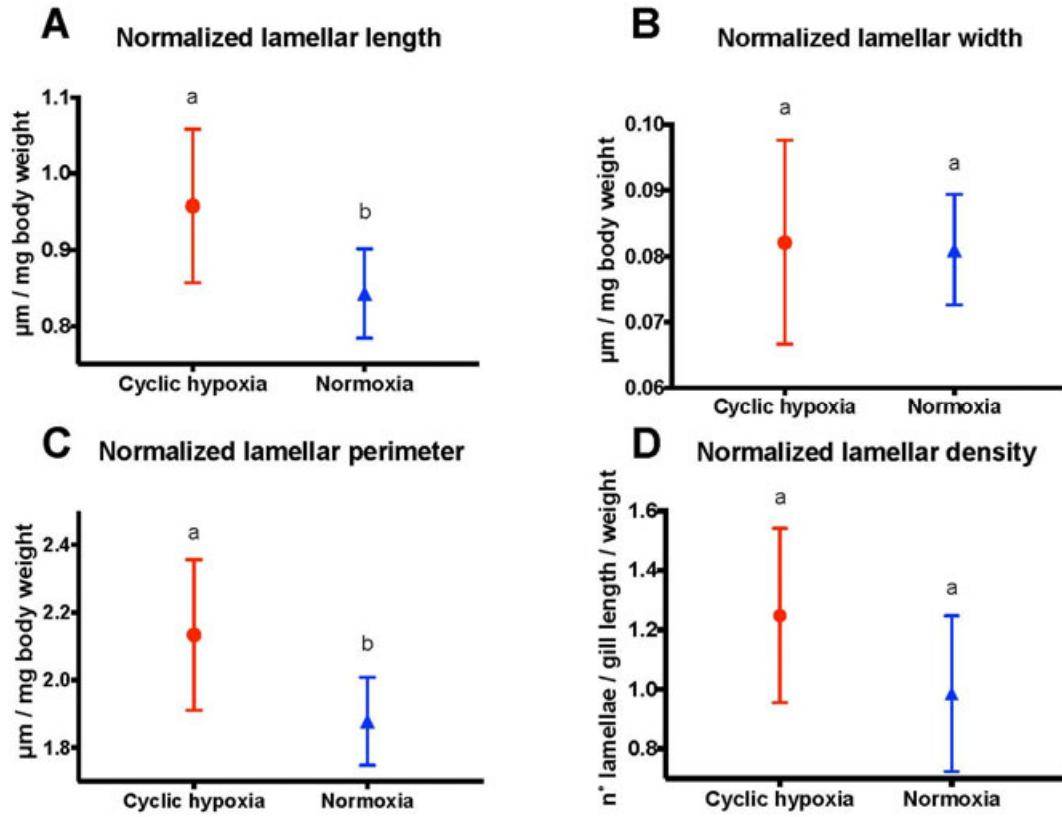 A Normalized lamellar length
µm / mg body weight
1.1
1.0
0.9
0.8
a
b
Cyclic hypoxia Normoxia
B Normalized lamellar width
µm / mg body weight
0.10
0.09
0.08
0.07
0.06
a
a
Cyclic hypoxia Normoxia
C Normalized lamellar perimeter
µm / mg body weight
2.4
2.2
2.0
1.8
a
b
Cyclic hypoxia Normoxia
D Normalized lamellar density
n° lamellae / gill length / weight
1.6
1.4
1.2
1.0
0.8
a
a
Cyclic hypoxia Normoxia